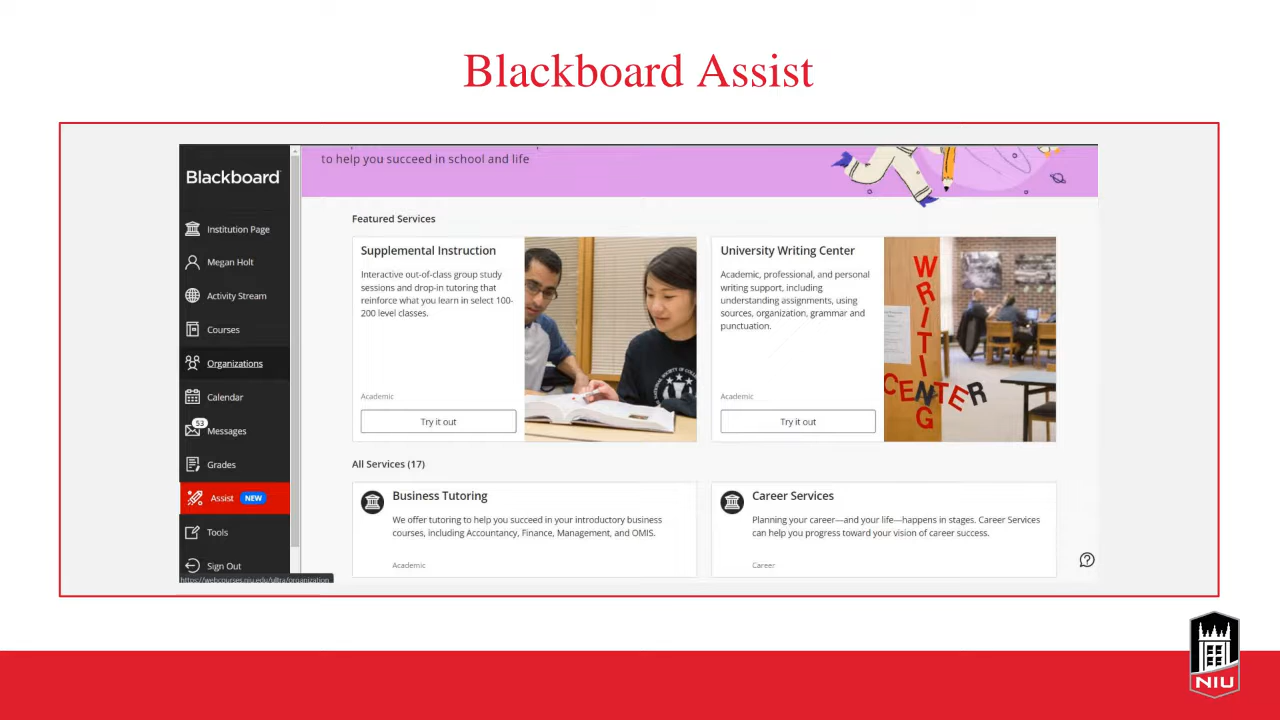 Blackboard Assist
Blackboard
Institution Page
Megan Holt
Activity Stream
Courses
Organizations
Calendar
53
Messages
Grades
Assist NEW
Tools
Sign Out
https://webcourses.niu.edu/ultra/organization
to help you succeed in school and life
Featured Services
Supplemental Instruction
Interactive out-of-class group study
sessions and drop-in tutoring that
reinforce what you learn in select 100-
200 level classes.
Academic
Try it out
University Writing Center
Academic, professional, and personal
writing support, including
understanding assignments, using
sources, organization, grammar and
punctuation.
Academic
Try it out
WRITING
CENTER
All Services (17)
Business Tutoring
We offer tutoring to help you succeed in your introductory business
courses, including Accountancy, Finance, Management, and OMIS.
Academic
Career Services
Planning your career—and your life—happens in stages. Career Services
can help you progress toward your vision of career success.
Career
NIU